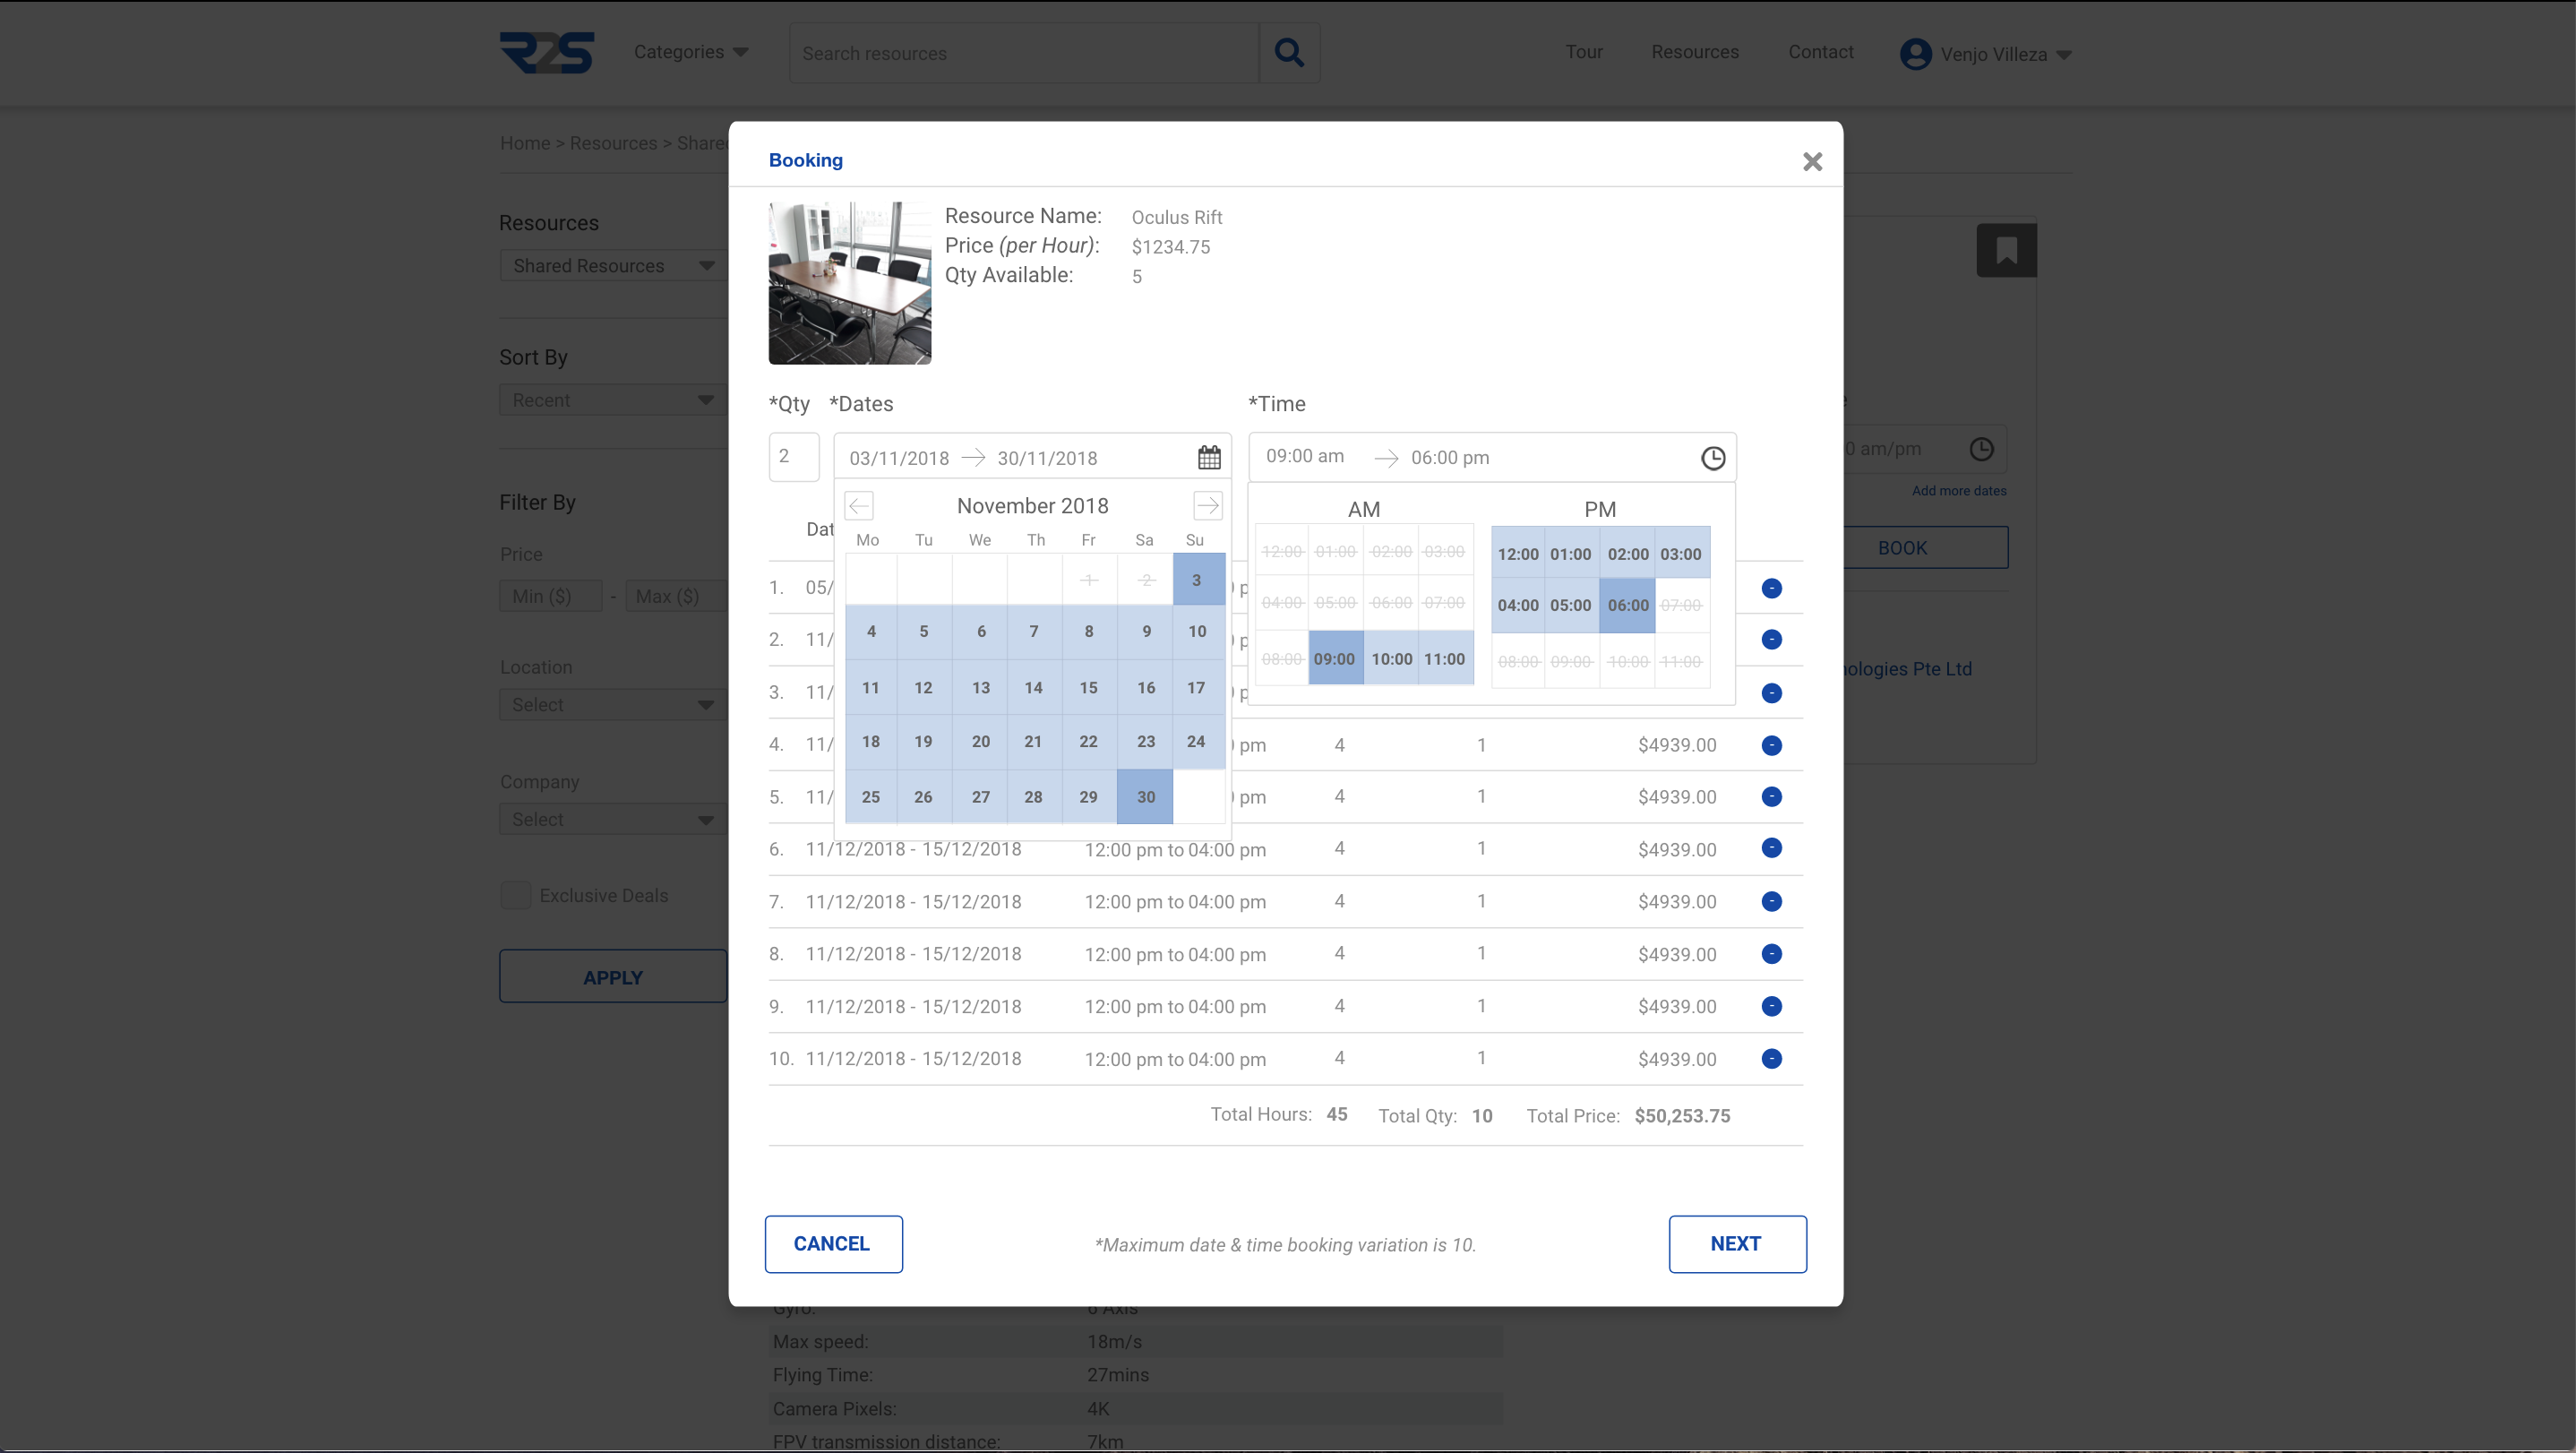 R2S Categories Search resources Tour Resources Contact Venjo Villeza
Home > Resources > Shared
Booking
Resources
Shared Resources
Resource Name: Oculus Rift
Price (per Hour): $1234.75
Qty Available: 5
Sort By
Recent
*Qty *Dates *Time
2 03/11/2018 30/11/2018 09:00 am 06:00 pm
0 am/pm
Add more dates
Filter By
November 2018
AM PM
Mo Tu We Th Fr Sa Su
BOOK
Price
Min ($) - Max ($)
12:00 01:00 02:00 03:00 12:00 01:00 02:00 03:00
1 2 3
4 5 6 7 8 9 10
04:00 05:00 06:00 07:00 04:00 05:00 06:00 07:00
11 12 13 14 15 16 17
08:00 09:00 10:00 11:00 08:00 09:00 10:00 11:00
18 19 20 21 22 23 24
25 26 27 28 29 30
Location
Select
ologies Pte Ltd
Company
Select
Exclusive Deals
APPLY
1. 05/ -
2. 11/ -
3. 11/ -
4. 11/ pm 4 1 $4939.00 -
5. 11/ pm 4 1 $4939.00 -
6. 11/12/2018 - 15/12/2018 12:00 pm to 04:00 pm 4 1 $4939.00 -
7. 11/12/2018 - 15/12/2018 12:00 pm to 04:00 pm 4 1 $4939.00 -
8. 11/12/2018 - 15/12/2018 12:00 pm to 04:00 pm 4 1 $4939.00 -
9. 11/12/2018 - 15/12/2018 12:00 pm to 04:00 pm 4 1 $4939.00 -
10. 11/12/2018 - 15/12/2018 12:00 pm to 04:00 pm 4 1 $4939.00 -
Total Hours: 45 Total Qty: 10 Total Price: $50,253.75
CANCEL *Maximum date & time booking variation is 10. NEXT
Gyro: 6 Axis
Max speed: 18m/s
Flying Time: 27mins
Camera Pixels: 4K
FPV transmission distance: 7km